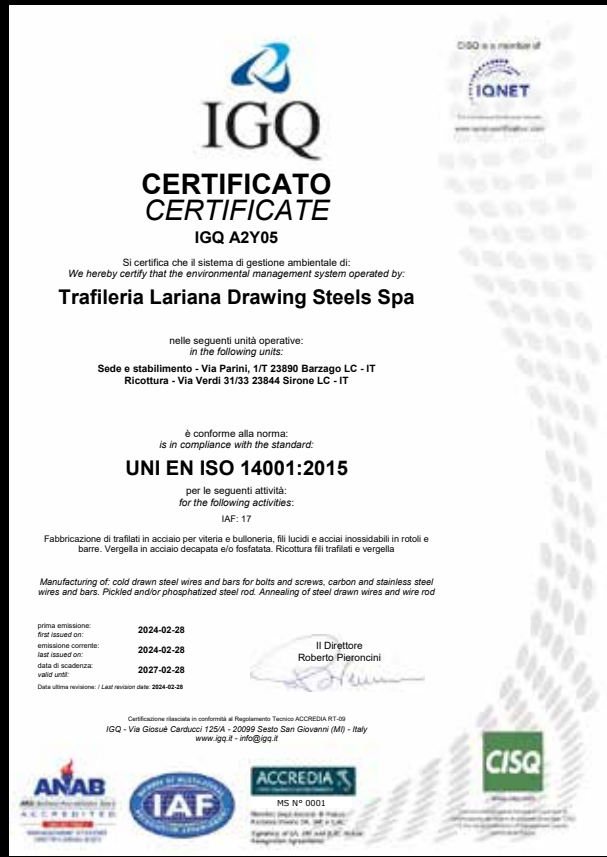 CISQ is a member of
IQNET
IGQ
CERTIFICATO
CERTIFICATE
IGQ A2Y05
Si certifica che il sistema di gestione ambientale di:
We hereby certify that the environmental management system operated by:
Trafileria Lariana Drawing Steels Spa
nelle seguenti unità operative:
in the following units:
Sede e stabilimento - Via Parini, 1/T 23890 Barzago LC - IT
Ricottura - Via Verdi 31/33 23844 Sirone LC - IT
è conforme alla norma:
is in compliance with the standard:
UNI EN ISO 14001:2015
per le seguenti attività:
for the following activities:
IAF: 17
Fabbricazione di trafilati in acciaio per viteria e bulloneria, fili lucidi e acciai inossidabili in rotoli e
barre. Vergella in acciaio decapata e/o fosfatata. Ricottura fili trafilati e vergella
Manufacturing of: cold drawn steel wires and bars for bolts and screws, carbon and stainless steel
wires and bars. Pickled and/or phosphatized steel rod. Annealing of steel drawn wires and wire rod
prima emissione:
first issued on: 2024-02-28
emissione corrente:
last issued on: 2024-02-28
data di scadenza:
valid until: 2027-02-28
Data ultima revisione: / Last revision date: 2024-02-28
Il Direttore
Roberto Pieroncini
Certificazione rilasciata in conformità al Regolamento Tecnico ACCREDIA RT-09
IGQ - Via Giosuè Carducci 125/A - 20099 Sesto San Giovanni (MI) - Italy
www.igq.it - info@igq.it
ANAB
ACCREDITED
IAF
ACCREDIA
MS N° 0001
CISQ